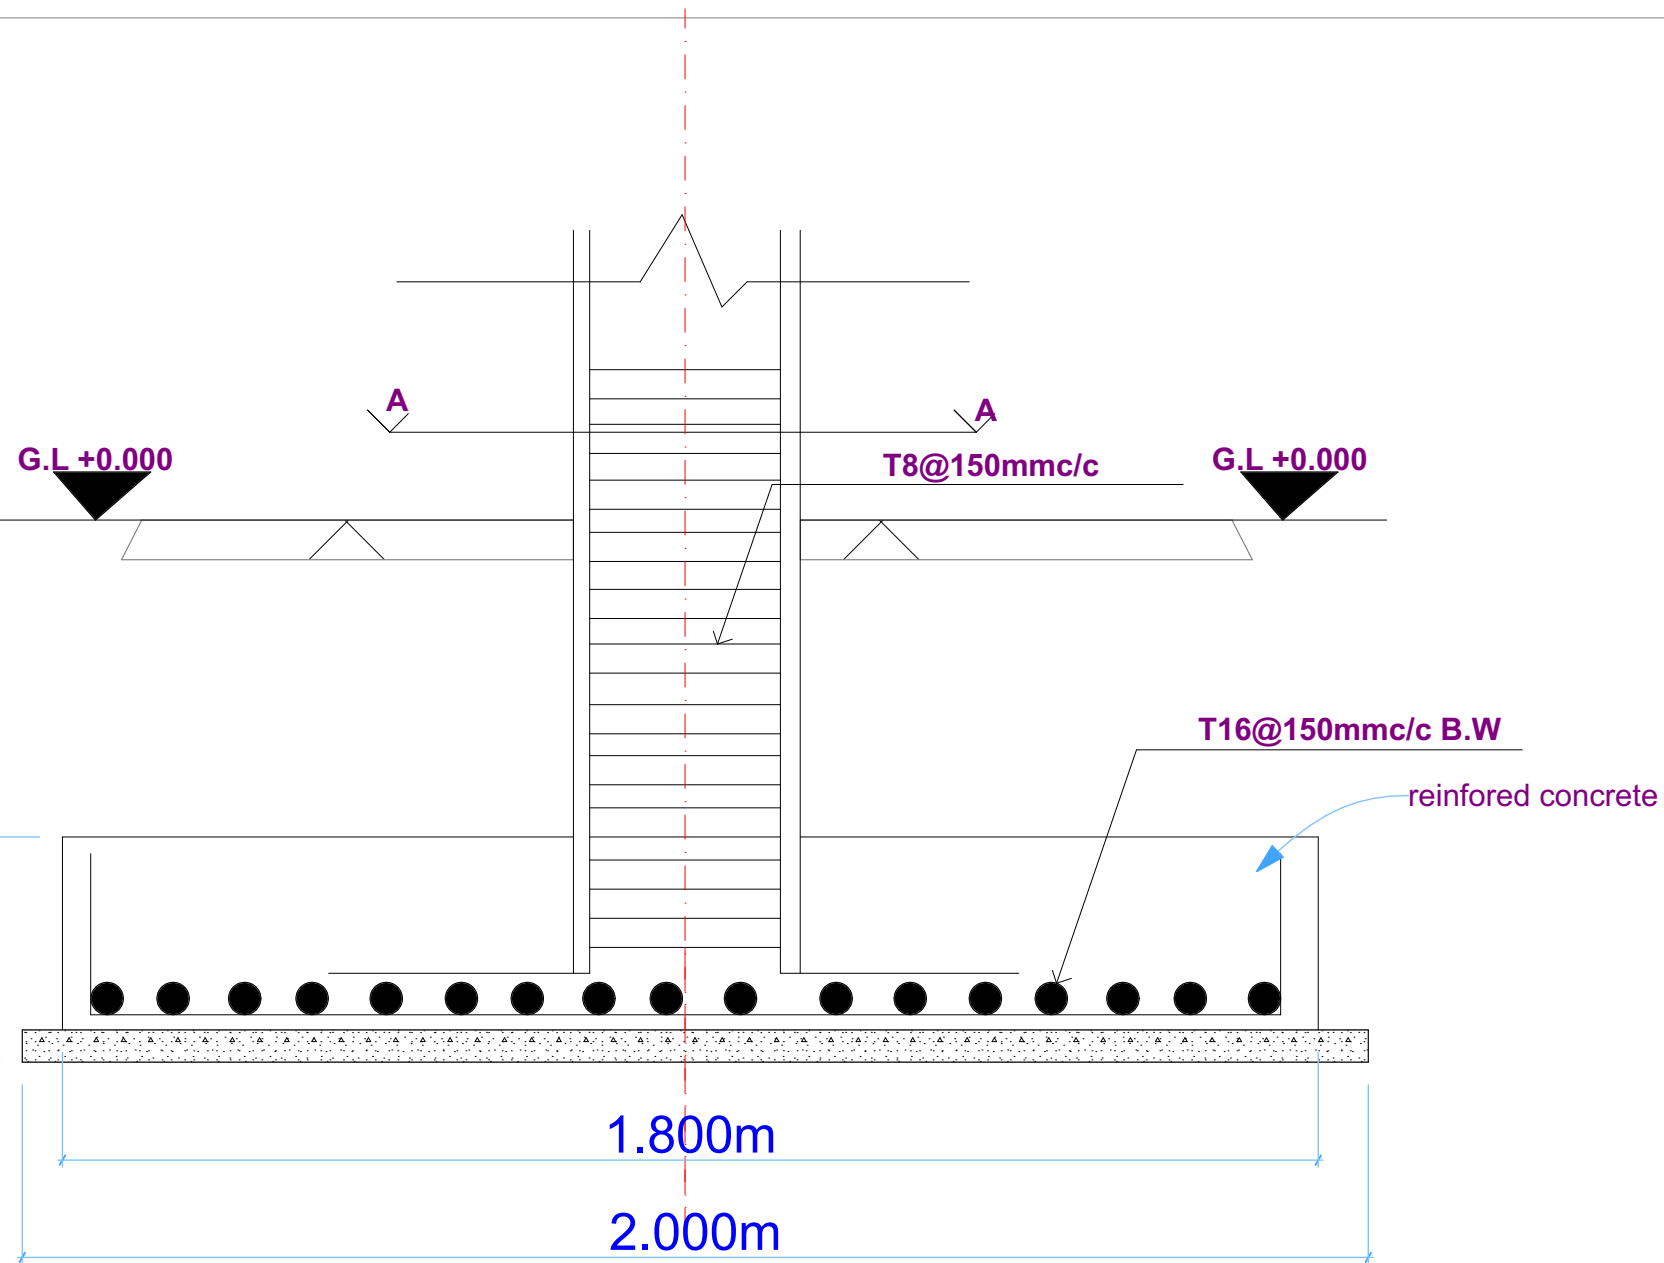 A
A
G.L +0.000
T8@150mmc/c
G.L +0.000
T16@150mmc/c B.W
reinfored concrete
1.800m
2.000m